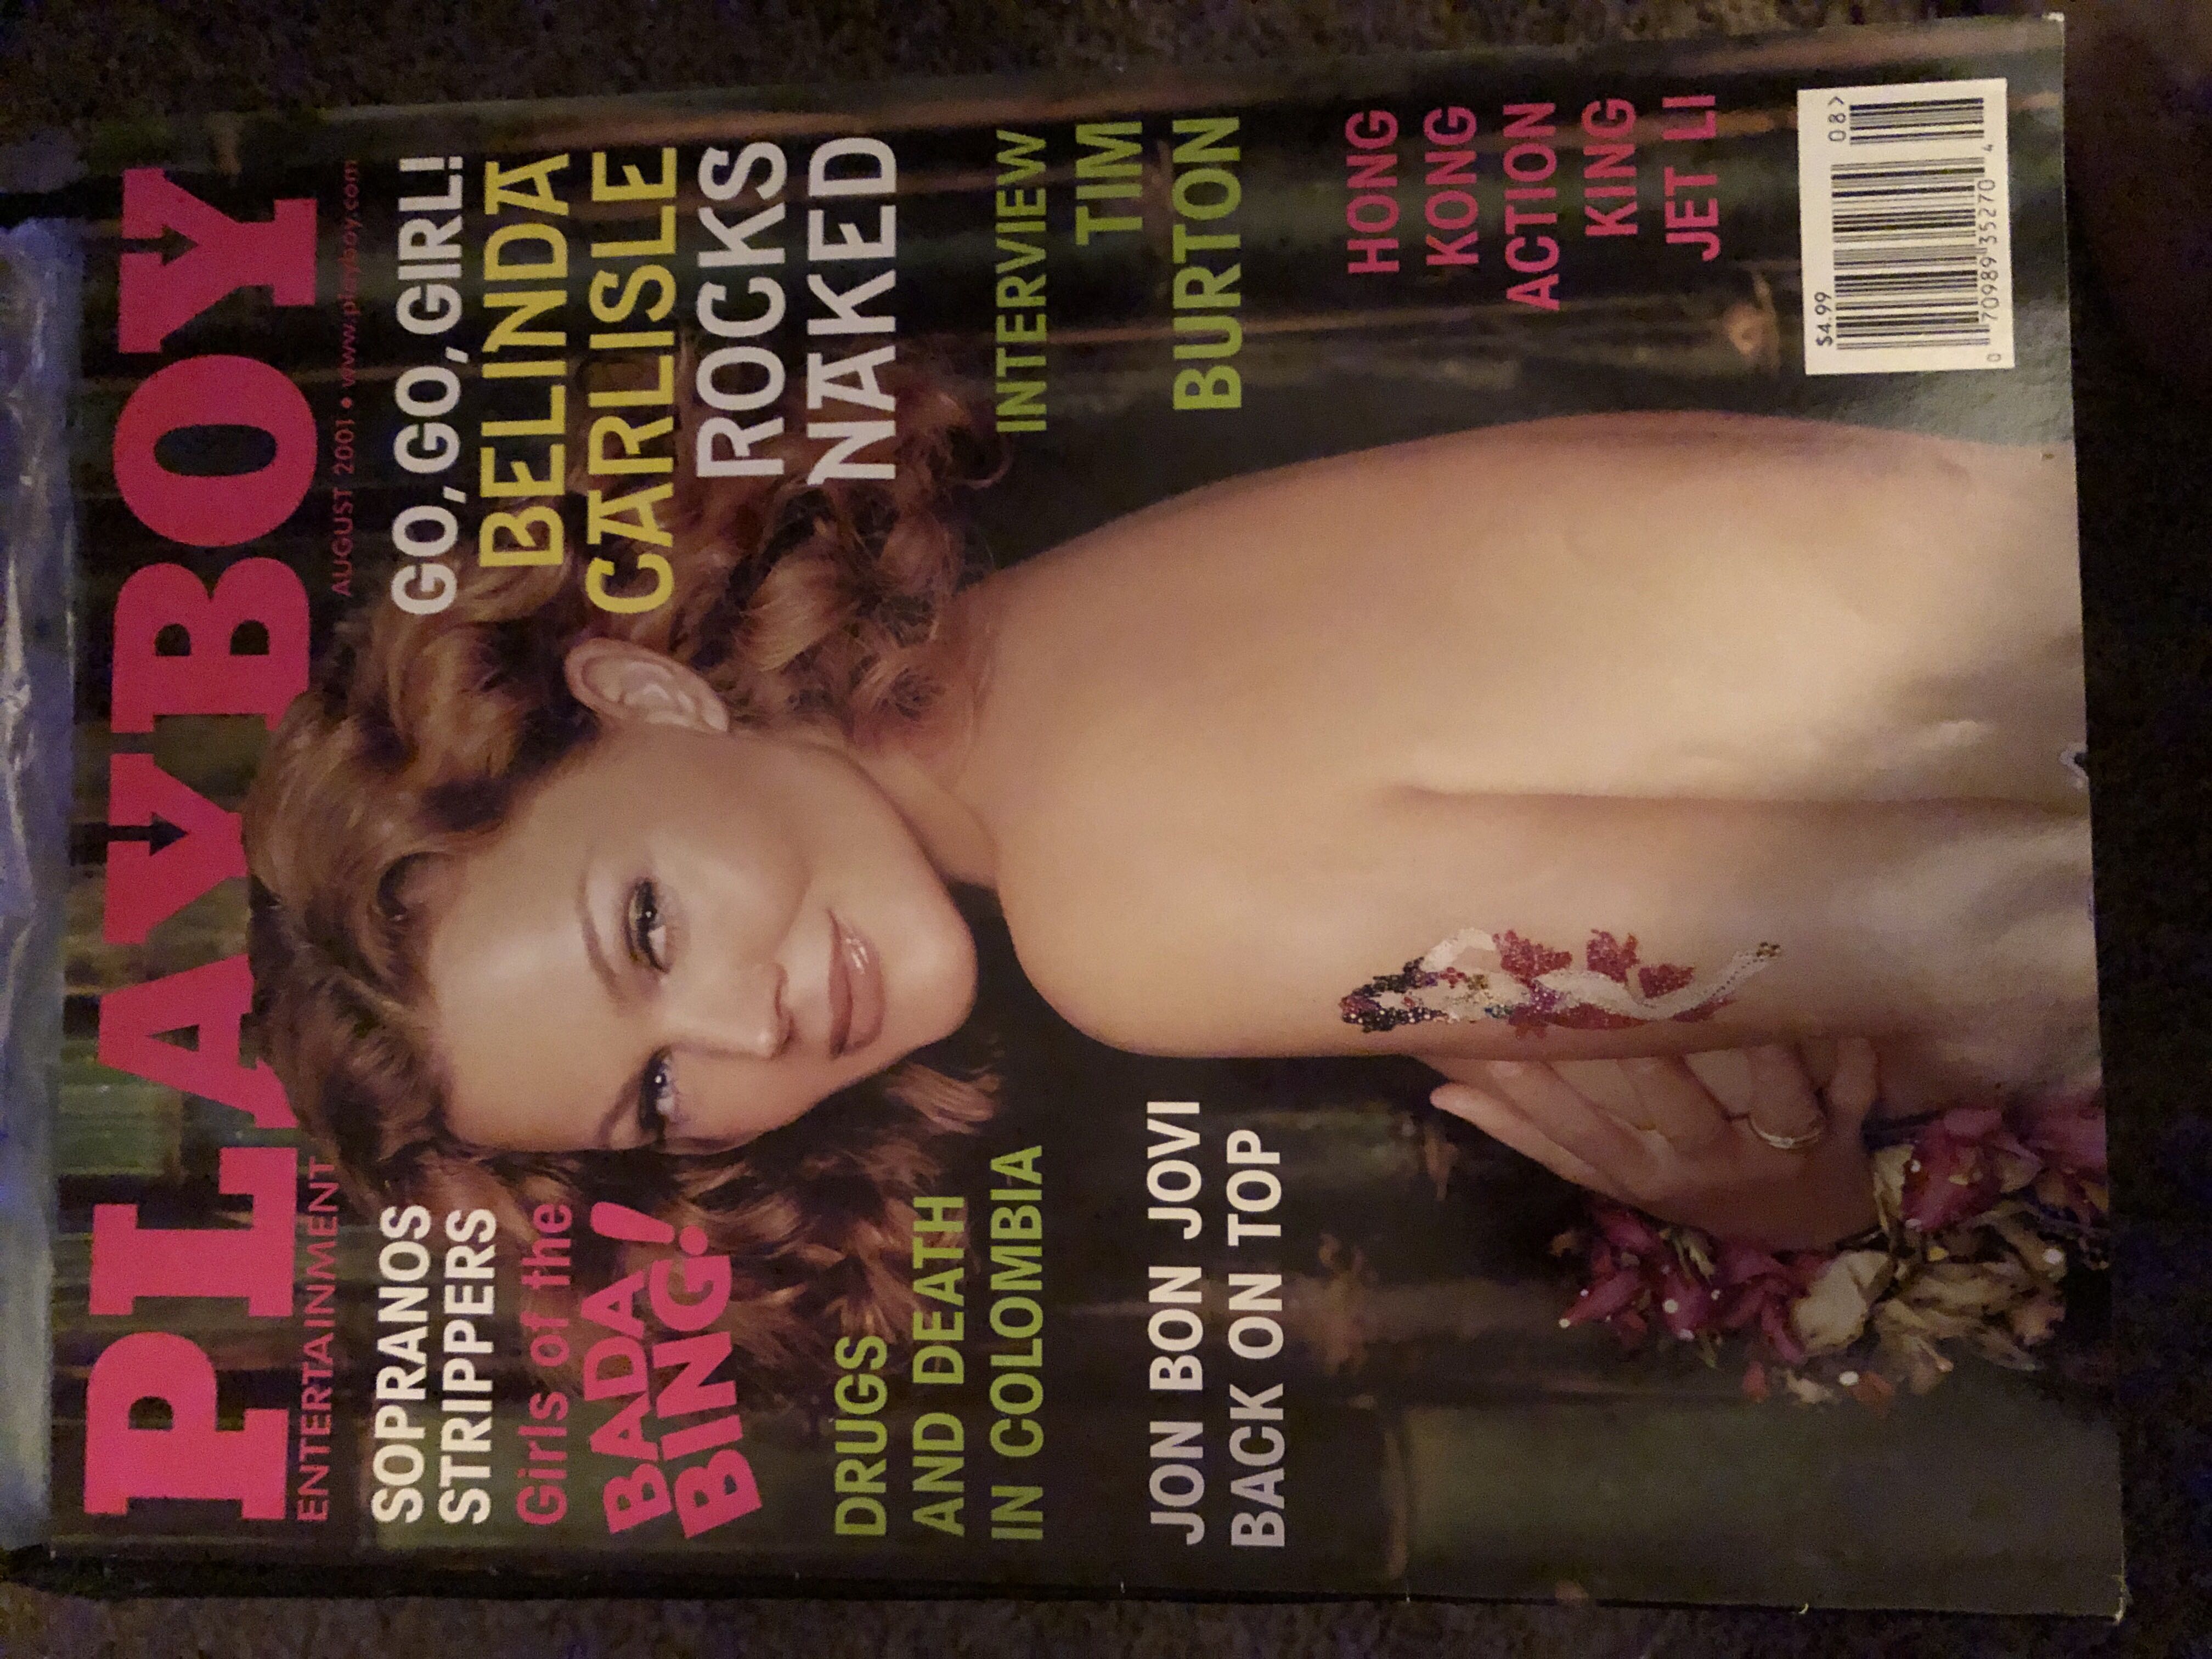 PLAYBOY
ENTERTAINMENT
AUGUST 2001 • www.playboy.com
SOPRANOS
STRIPPERS
Girls of the
BADA
BING!
DRUGS
AND DEATH
IN COLOMBIA
JON BON JOVI
BACK ON TOP
GO, GO, GIRL!
BELINDA
CARLISLE
ROCKS
NAKED
INTERVIEW
TIM
BURTON
HONG
KONG
ACTION
KING
JET LI
$4.99
08>
0 70989 35270 4